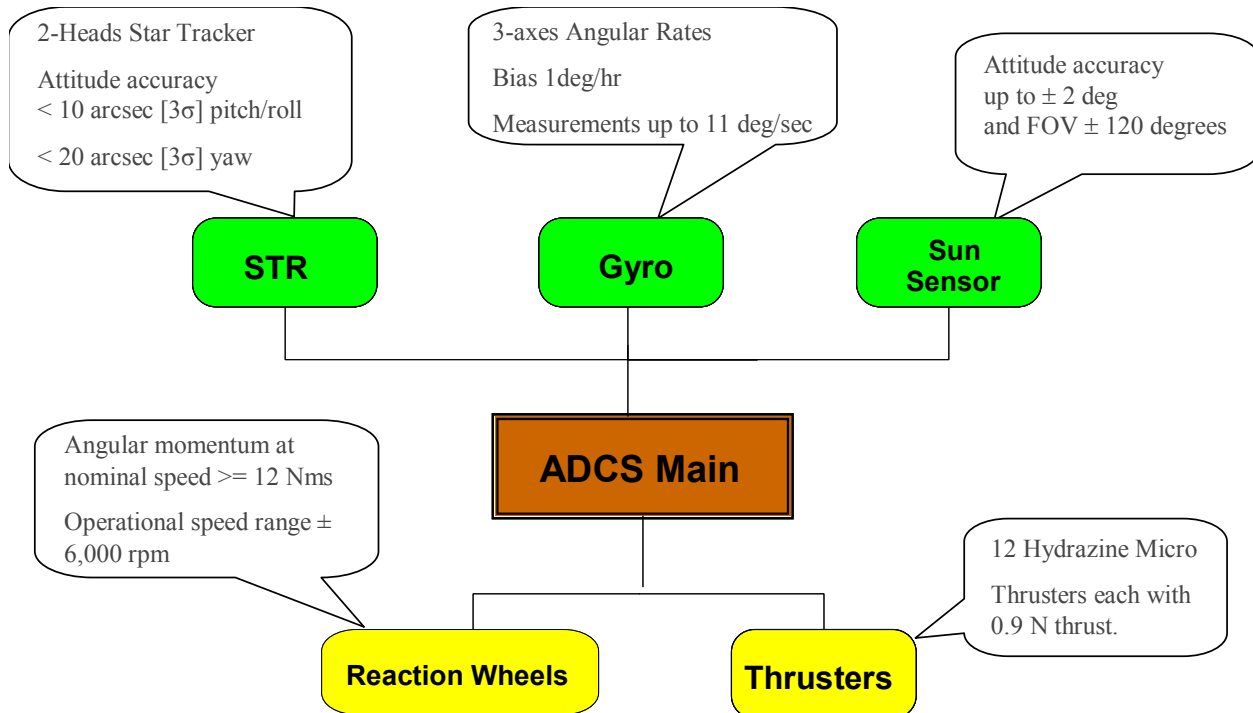 2-Heads Star Tracker
Attitude accuracy
< 10 arcsec [3σ] pitch/roll
< 20 arcsec [3σ] yaw
3-axes Angular Rates
Bias 1deg/hr
Measurements up to 11 deg/sec
Attitude accuracy
up to ± 2 deg
and FOV ± 120 degrees
STR
Gyro
Sun
Sensor
ADCS Main
Angular momentum at
nominal speed >= 12 Nms
Operational speed range ±
6,000 rpm
12 Hydrazine Micro
Thrusters each with
0.9 N thrust.
Reaction Wheels
Thrusters